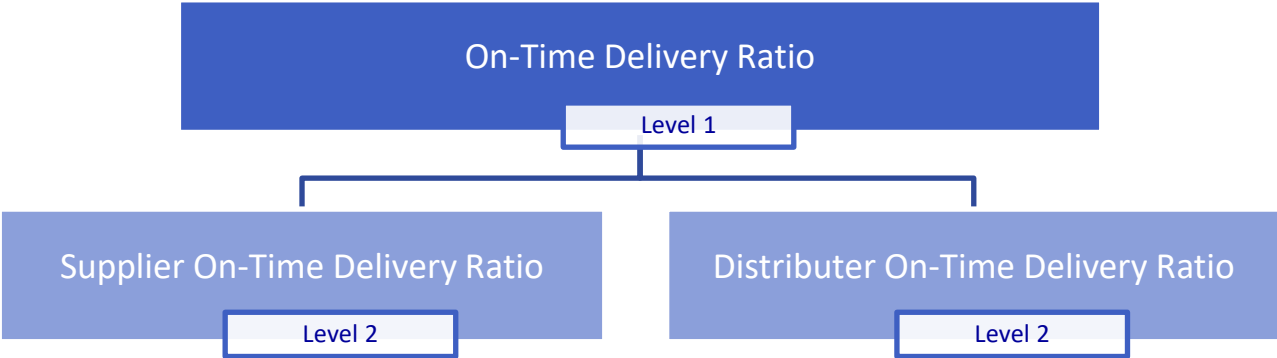 On-Time Delivery Ratio
Level 1
Supplier On-Time Delivery Ratio
Level 2
Distributer On-Time Delivery Ratio
Level 2